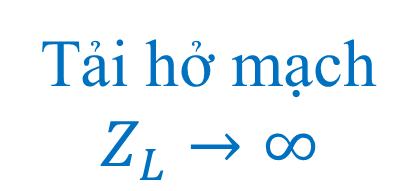 Tải hở mạch
Z_L → ∞